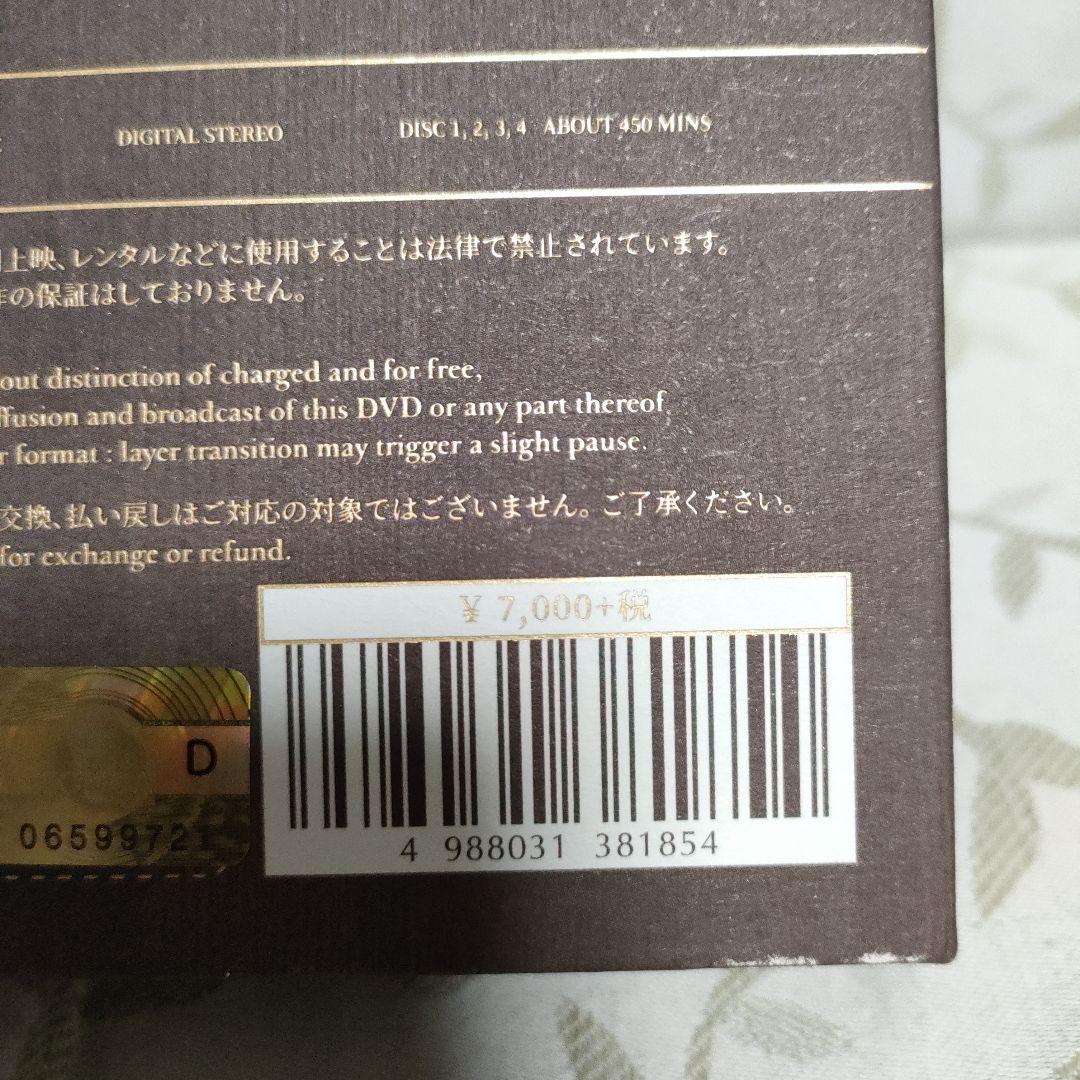 DIGITAL STEREO DISC 1, 2, 3, 4 ABOUT 450 MINS
上映、レンタルなどに使用することは法律で禁止されています。
の保証はしておりません。
out distinction of charged and for free,
ffusion and broadcast of this DVD or any part thereof.
r format : layer transition may trigger a slight pause.
交換、払い戻しはご対応の対象ではございません。ご了承ください。
for exchange or refund.
¥ 7,000+税
D
06599721
4 988031 381854